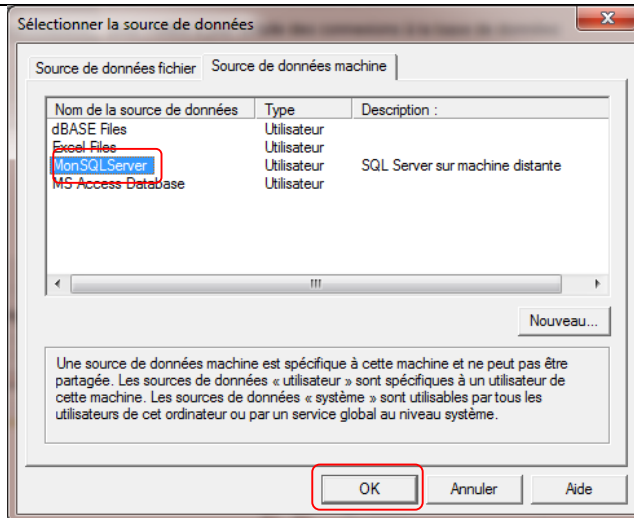 Sélectionner la source de données
Source de données fichier Source de données machine
Nom de la source de données Type Description :
dBASE Files Utilisateur
Excel Files Utilisateur
MonSQLServer Utilisateur SQL Server sur machine distante
MS Access Database Utilisateur
Nouveau...
Une source de données machine est spécifique à cette machine et ne peut pas être
partagée. Les sources de données « utilisateur » sont spécifiques à un utilisateur de
cette machine. Les sources de données « système » sont utilisables par tous les
utilisateurs de cet ordinateur ou par un service global au niveau système.
OK Annuler Aide